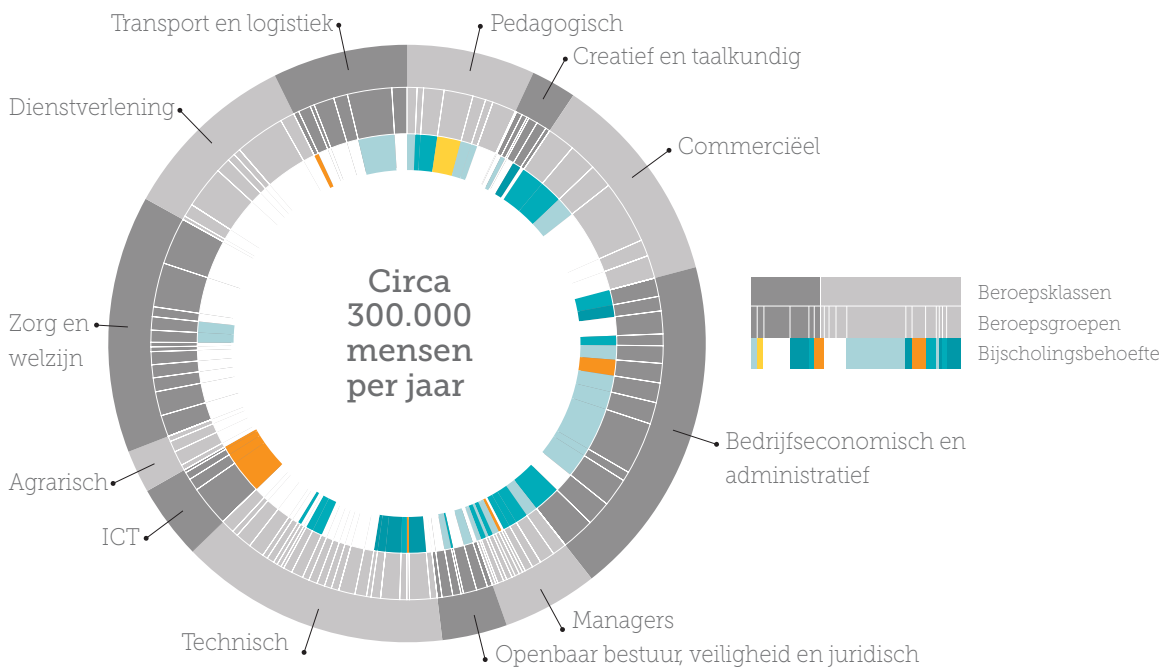 Transport en logistiek
Pedagogisch
Creatief en taalkundig
Dienstverlening
Commerciëel
Circa
300.000
mensen
per jaar
Beroepsklassen
Beroepsgroepen
Bijscholingsbehoefte
Zorg en
welzijn
Bedrijfseconomisch en
administratief
Agrarisch
ICT
Managers
Technisch
Openbaar bestuur, veiligheid en juridisch